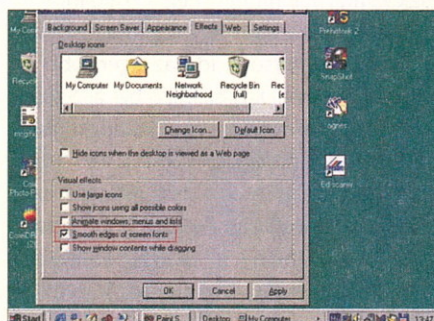 Background Screen Saver Appearance Effects Web Settings
Desktop icons
My Computer My Documents Network Neighborhood Recycle Bin (full)
Change Icon... Default Icon
Hide icons when the desktop is viewed as a Web page
Visual effects
Use large icons
Show icons using all possible colors
Animate windows, menus and lists
Smooth edges of screen fonts
Show window contents while dragging
OK Cancel Apply
SnapShot
agnes
Start Desktop My Computer 13:47